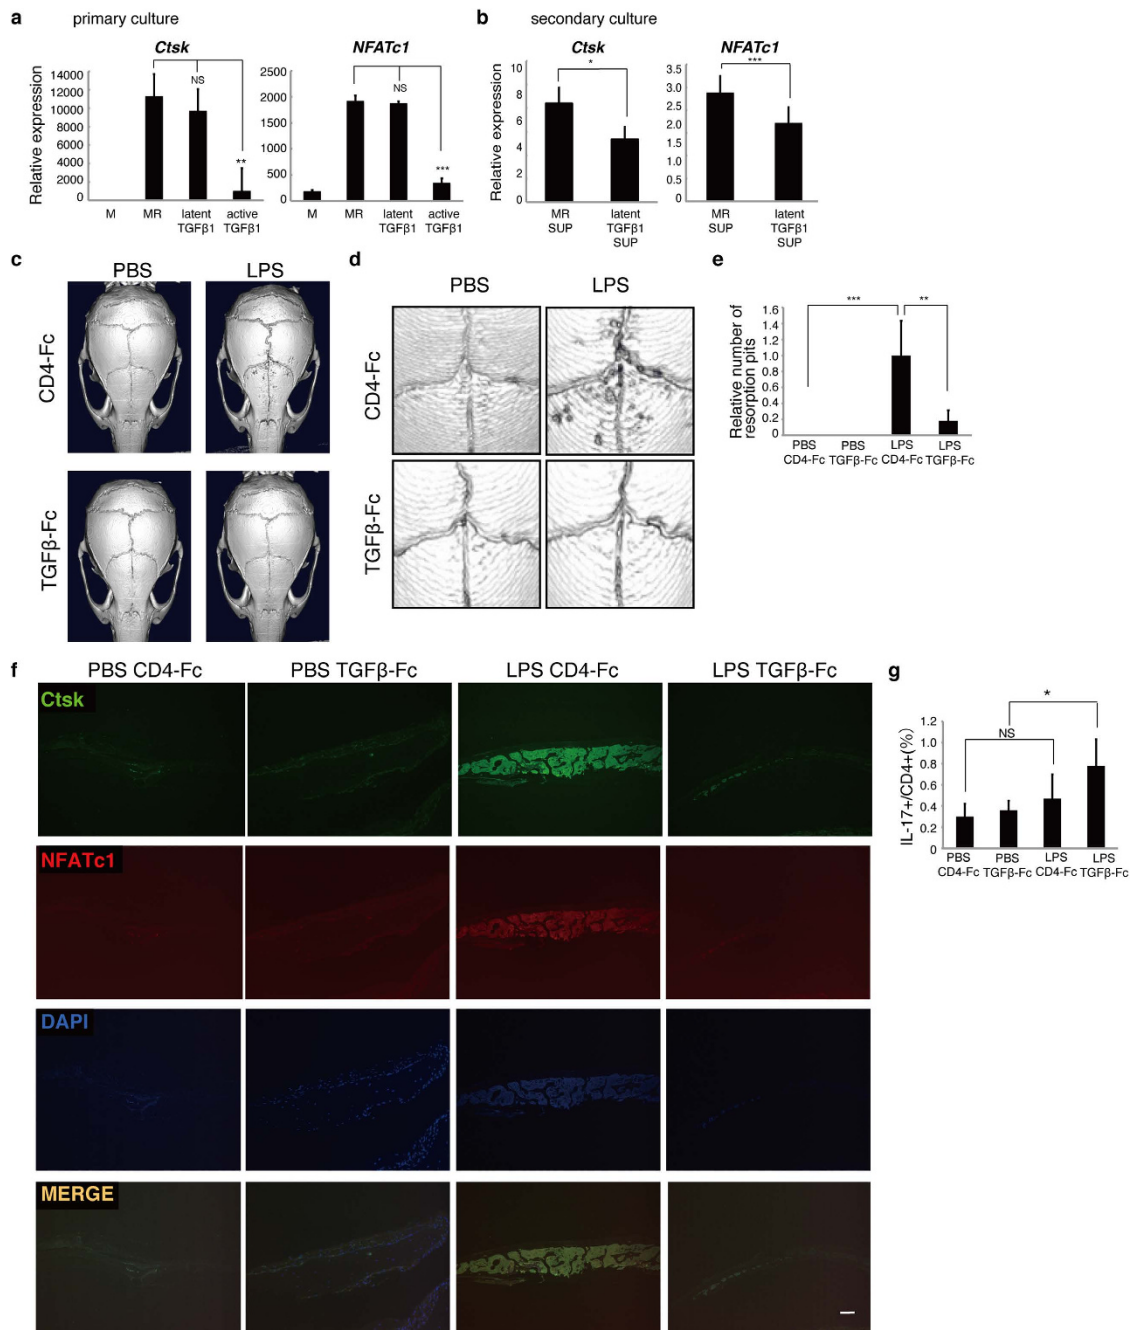 a primary culture
Ctsk
NFATc1
Relative expression
14000
12000
10000
8000
6000
4000
2000
0
NS
**
M
MR
latent
TGFβ1
active
TGFβ1
2500
2000
1500
1000
500
0
NS
***
M
MR
latent
TGFβ1
active
TGFβ1
b secondary culture
Ctsk
NFATc1
Relative expression
10
8
6
4
2
0
*
MR
SUP
latent
TGFβ1
SUP
3.5
3.0
2.5
2.0
1.5
1.0
0.5
0
***
MR
SUP
latent
TGFβ1
SUP
c
PBS LPS
CD4-Fc
TGFβ-Fc
d
PBS LPS
CD4-Fc
TGFβ-Fc
e
Relative number of
resorption pits
1.6
1.4
1.2
1.0
0.8
0.6
0.4
0.2
0
*** **
PBS
CD4-Fc
PBS
TGFβ-Fc
LPS
CD4-Fc
LPS
TGFβ-Fc
f
PBS CD4-Fc PBS TGFβ-Fc LPS CD4-Fc LPS TGFβ-Fc
Ctsk
NFATc1
DAPI
MERGE
g
IL-17+/CD4+(%)
1.2
1.0
0.8
0.6
0.4
0.2
0
NS
*
PBS
CD4-Fc
PBS
TGFβ-Fc
LPS
CD4-Fc
LPS
TGFβ-Fc